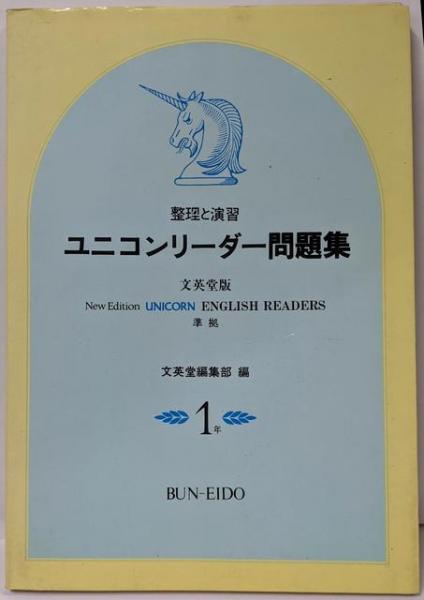 整理と演習
ユニコンリーダー問題集
文英堂版
New Edition UNICORN ENGLISH READERS
準拠
文英堂編集部 編
1年
BUN-EIDO